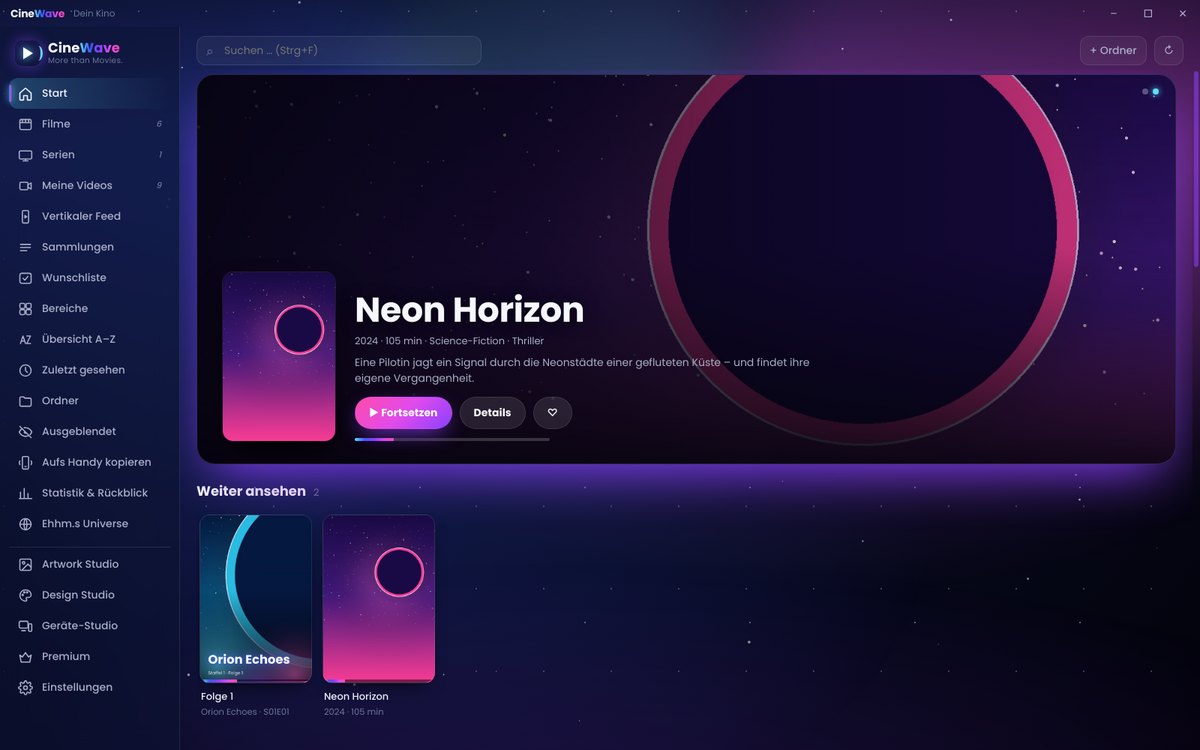 CineWave Dein Kino
CineWave
More than Movies.
Suchen … (Strg+F)
+ Ordner
Start
Filme 6
Serien 1
Meine Videos 9
Vertikaler Feed
Sammlungen
Wunschliste
Bereiche
AZ Übersicht A–Z
Zuletzt gesehen
Ordner
Ausgeblendet
Aufs Handy kopieren
Statistik & Rückblick
Ehhm.s Universe
Artwork Studio
Design Studio
Geräte-Studio
Premium
Einstellungen
Neon Horizon
2024 · 105 min · Science-Fiction · Thriller
Eine Pilotin jagt ein Signal durch die Neonstädte einer gefluteten Küste – und findet ihre
eigene Vergangenheit.
Fortsetzen
Details
Weiter ansehen 2
Orion Echoes
Staffel 1 · Folge 1
Folge 1
Orion Echoes · S01E01
Neon Horizon
2024 · 105 min